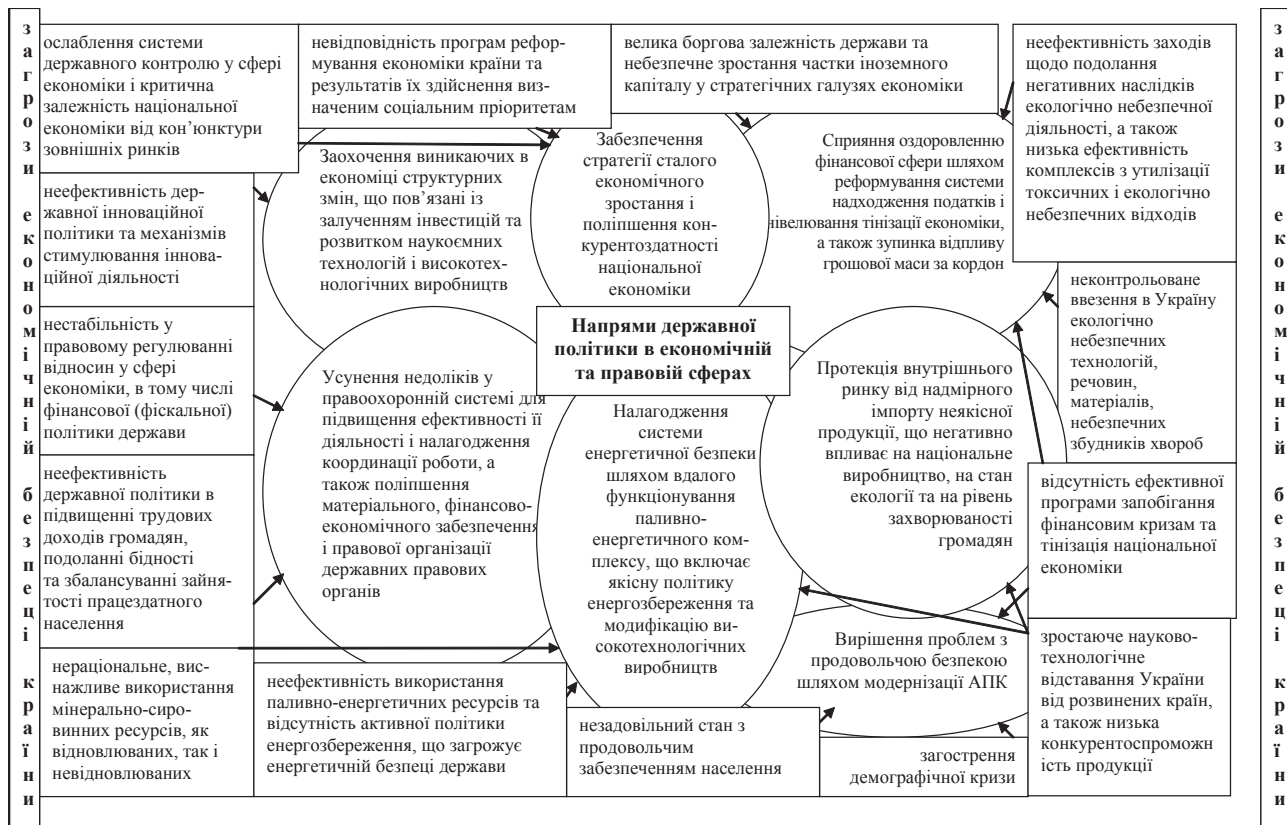 загрози економічній безпеці країни
ослаблення системи
державного контролю у сфері
економіки і критична
залежність національної
економіки від кон’юнктури
зовнішніх ринків
невідповідність програм рефор-
мування економіки країни та
результатів їх здійснення виз-
наченим соціальним пріоритетам
велика боргова залежність держави та
небезпечне зростання частки іноземного
капіталу у стратегічних галузях економіки
неефективність заходів
щодо подолання
негативних наслідків
екологічно небезпечної
діяльності, а також
низька ефективність
комплексів з утилізації
токсичних і екологічно
небезпечних відходів
неефективність дер-
жавної інноваційної
політики та механізмів
стимулювання іннова-
ційної діяльності
Заохочення виникаючих в
економіці структурних
змін, що пов’язані із
залученням інвестицій та
розвитком наукоємних
технологій і високотех-
нологічних виробництв
Забезпечення
стратегії сталого
економічного
зростання і
поліпшення кон-
курентоздатності
національної
економіки
Сприяння оздоровленню
фінансової сфери шляхом
реформування системи
надходження податків і
нівелювання тінізації економіки,
а також зупинка відпливу
грошової маси за кордон
неконтрольоване
ввезення в Україну
екологічно
небезпечних
технологій,
речовин,
матеріалів,
небезпечних
збудників хвороб
нестабільність у
правовому регулюванні
відносин у сфері
економіки, в тому числі
фінансової (фіскальної)
політики держави
Напрями державної
політики в економічній
та правовій сферах
Усунення недоліків у
правоохоронній системі для
підвищення ефективності її
діяльності і налагодження
координації роботи, а
також поліпшення
матеріального, фінансово-
економічного забезпечення
і правової організації
державних правових
органів
Налагодження
системи
енергетичної безпеки
шляхом вдалого
функціонування
паливно-
енергетичного ком-
плексу, що включає
якісну політику
енергозбереження та
модифікацію ви-
сокотехнологічних
виробництв
Протекція внутрішнього
ринку від надмірного
імпорту неякісної
продукції, що негативно
впливає на національне
виробництво, на стан
екології та на рівень
захворюваності
громадян
неефективність
державної політики в
підвищенні трудових
доходів громадян,
подоланні бідності
та збалансуванні зайня-
тості працездатного
населення
відсутність ефективної
програми запобігання
фінансовим кризам та
тінізація національної
економіки
Вирішення проблем з
продовольчою безпекою
шляхом модернізації АПК
нераціональне, вис-
нажливе використання
мінерально-сиро-
винних ресурсів, як
відновлюваних, так і
невідновлюваних
неефективність використання
паливно-енергетичних ресурсів та
відсутність активної політики
енергозбереження, що загрожує
енергетичній безпеці держави
незадовільний стан з
продовольчим
забезпеченням населення
загострення
демографічної кризи
зростаюче науково-
технологічне
відставання України
від розвинених країн,
а також низька
конкурентоспроможн
ість продукції
загрози економічній безпеці країни